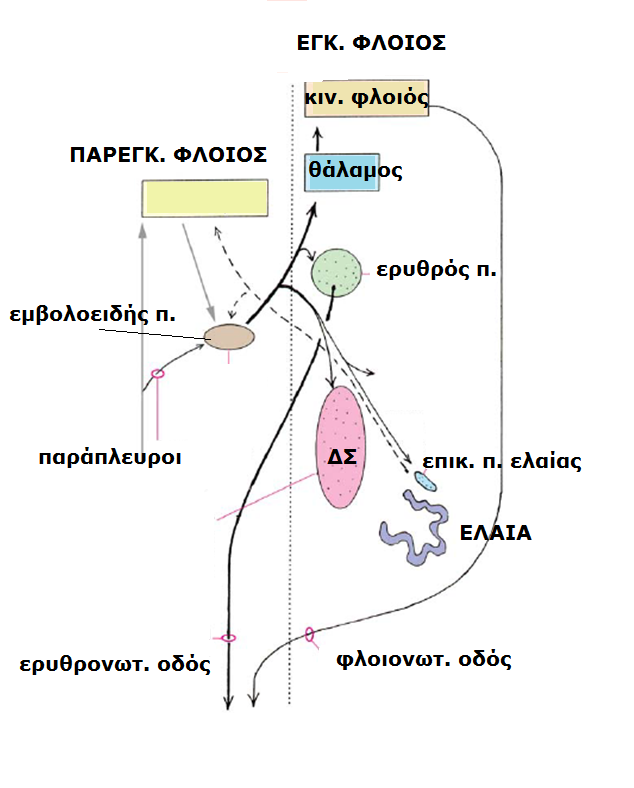 ΕΓΚ. ΦΛΟΙΟΣ
κιν. φλοιός
ΠΑΡΕΓΚ. ΦΛΟΙΟΣ
θάλαμος
ερυθρός π.
εμβολοειδής π.
παράπλευροι
ΔΣ
επικ. π. ελαίας
ΕΛΑΙΑ
ερυθρονωτ. οδός
φλοιονωτ. οδός